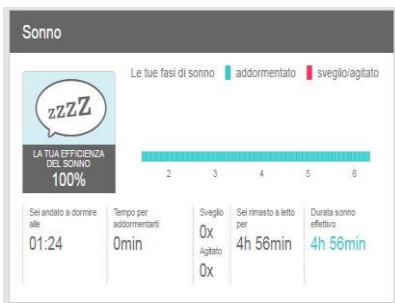 Sonno
Le tue fasi di sonno addormentato sveglio/agitato
zzzZ
LA TUA EFFICIENZA
DEL SONNO
100%
2 3 4 5 6
Sei andato a dormire
alle
01:24
Tempo per
addormentarti
0min
Sveglio
0x
Agitato
0x
Sei rimasto a letto
per
4h 56min
Durata sonno
effettivo
4h 56min